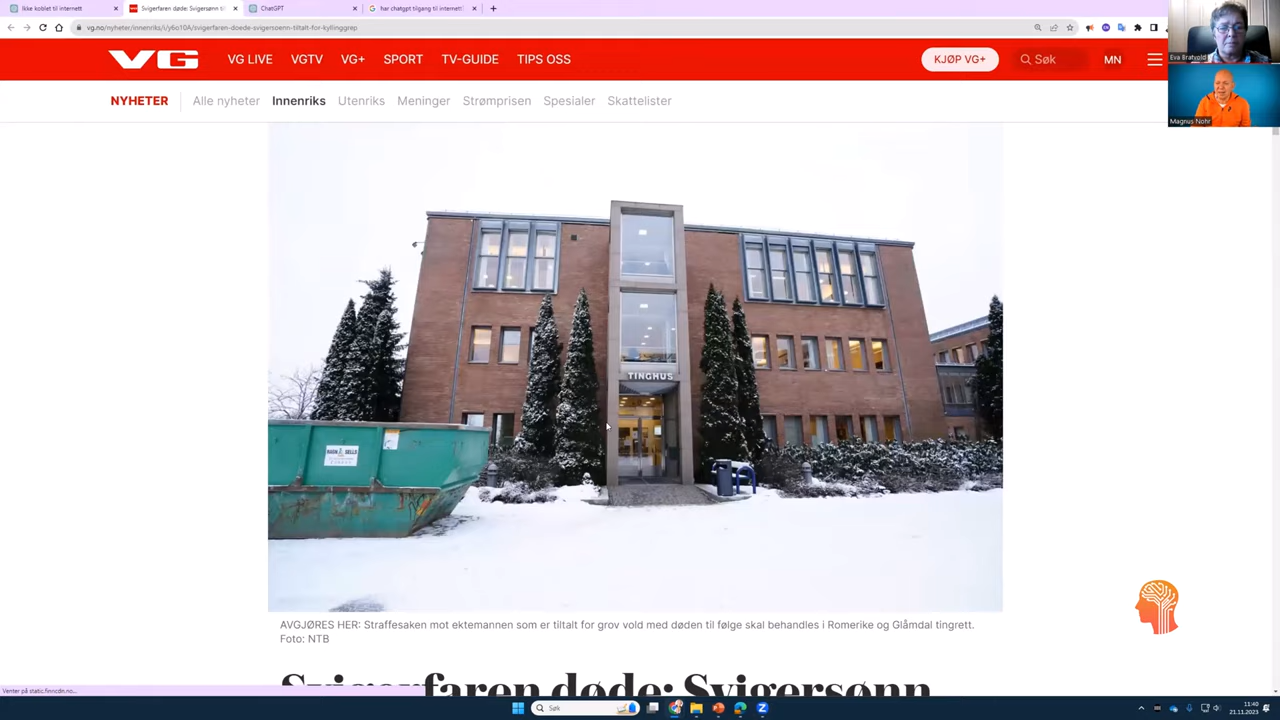 Ikke koblet til internett
Svigerfaren døde: Svigersønn t
ChatGPT
har chatgpt tilgang til internett?
vg.no/nyheter/innenriks/i/y6o10A/svigerfaren-doede-svigersoenn-tiltalt-for-kyllinggrep
VG
VG LIVE
VGTV
VG+
SPORT
TV-GUIDE
TIPS OSS
KJØP VG+
Søk
MN
NYHETER
Alle nyheter
Innenriks
Utenriks
Meninger
Strømprisen
Spesialer
Skattelister
Magnus Nohr
TINGHUS
AVGJØRES HER: Straffesaken mot ektemannen som er tiltalt for grov vold med døden til følge skal behandles i Romerike og Glåmdal tingrett.
Foto: NTB
Svigerfaren døde: Svigersønn
Venter på static.finncdn.no...
Søk
11:40
21.11.2023